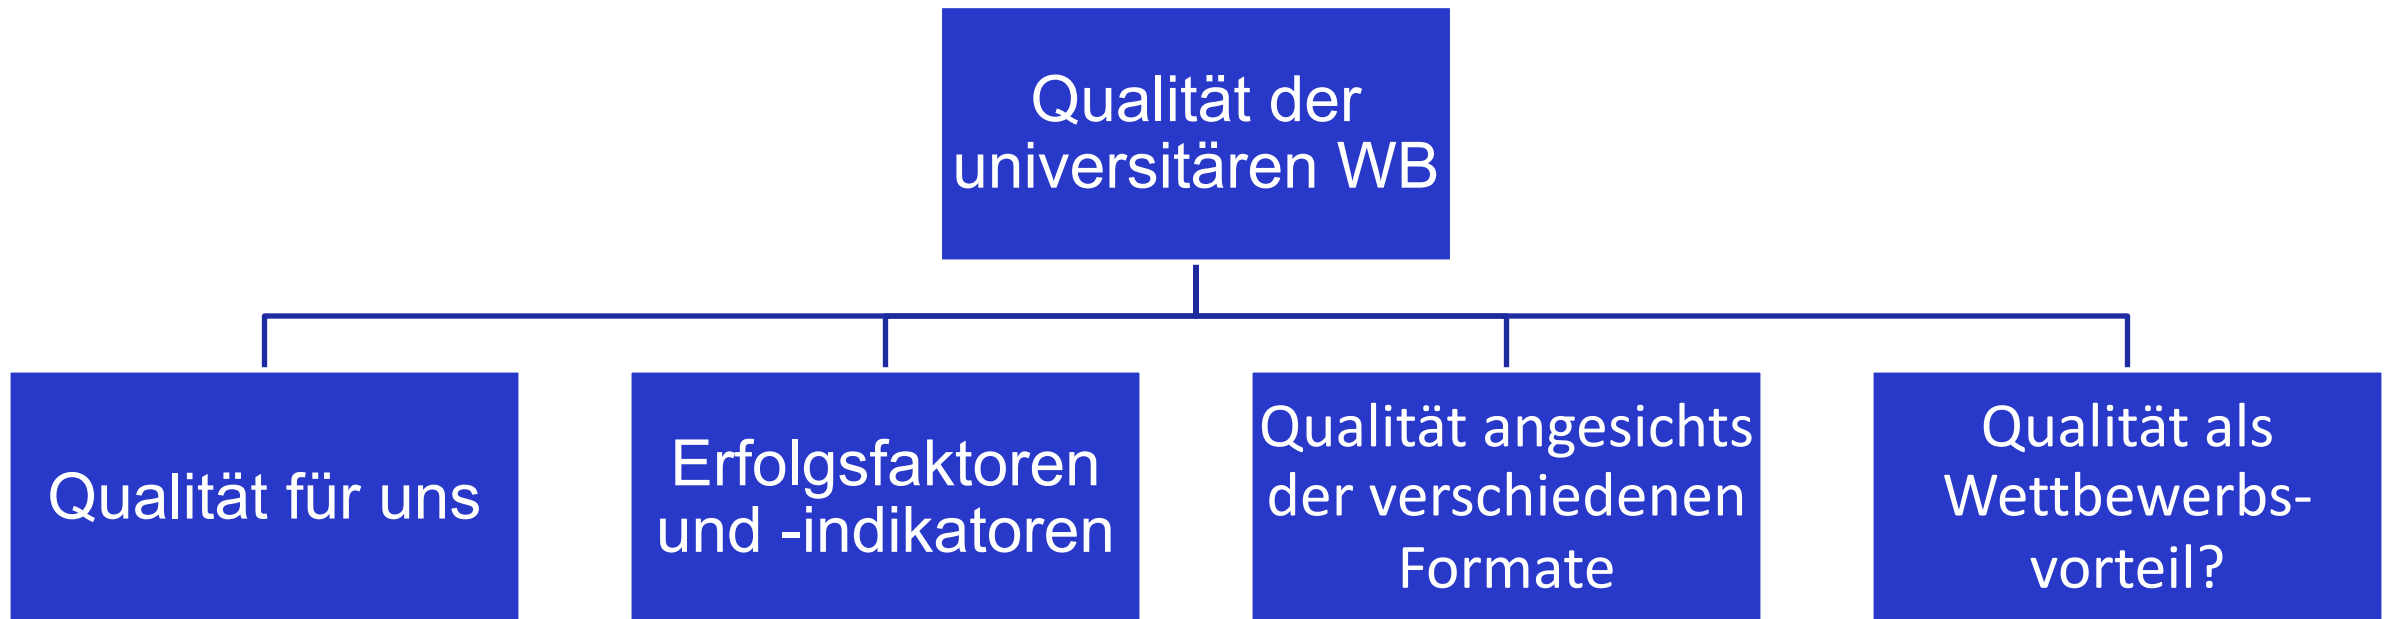 Qualität der
universitären WB
Qualität für uns
Erfolgsfaktoren
und -indikatoren
Qualität angesichts
der verschiedenen
Formate
Qualität als
Wettbewerbs-
vorteil?